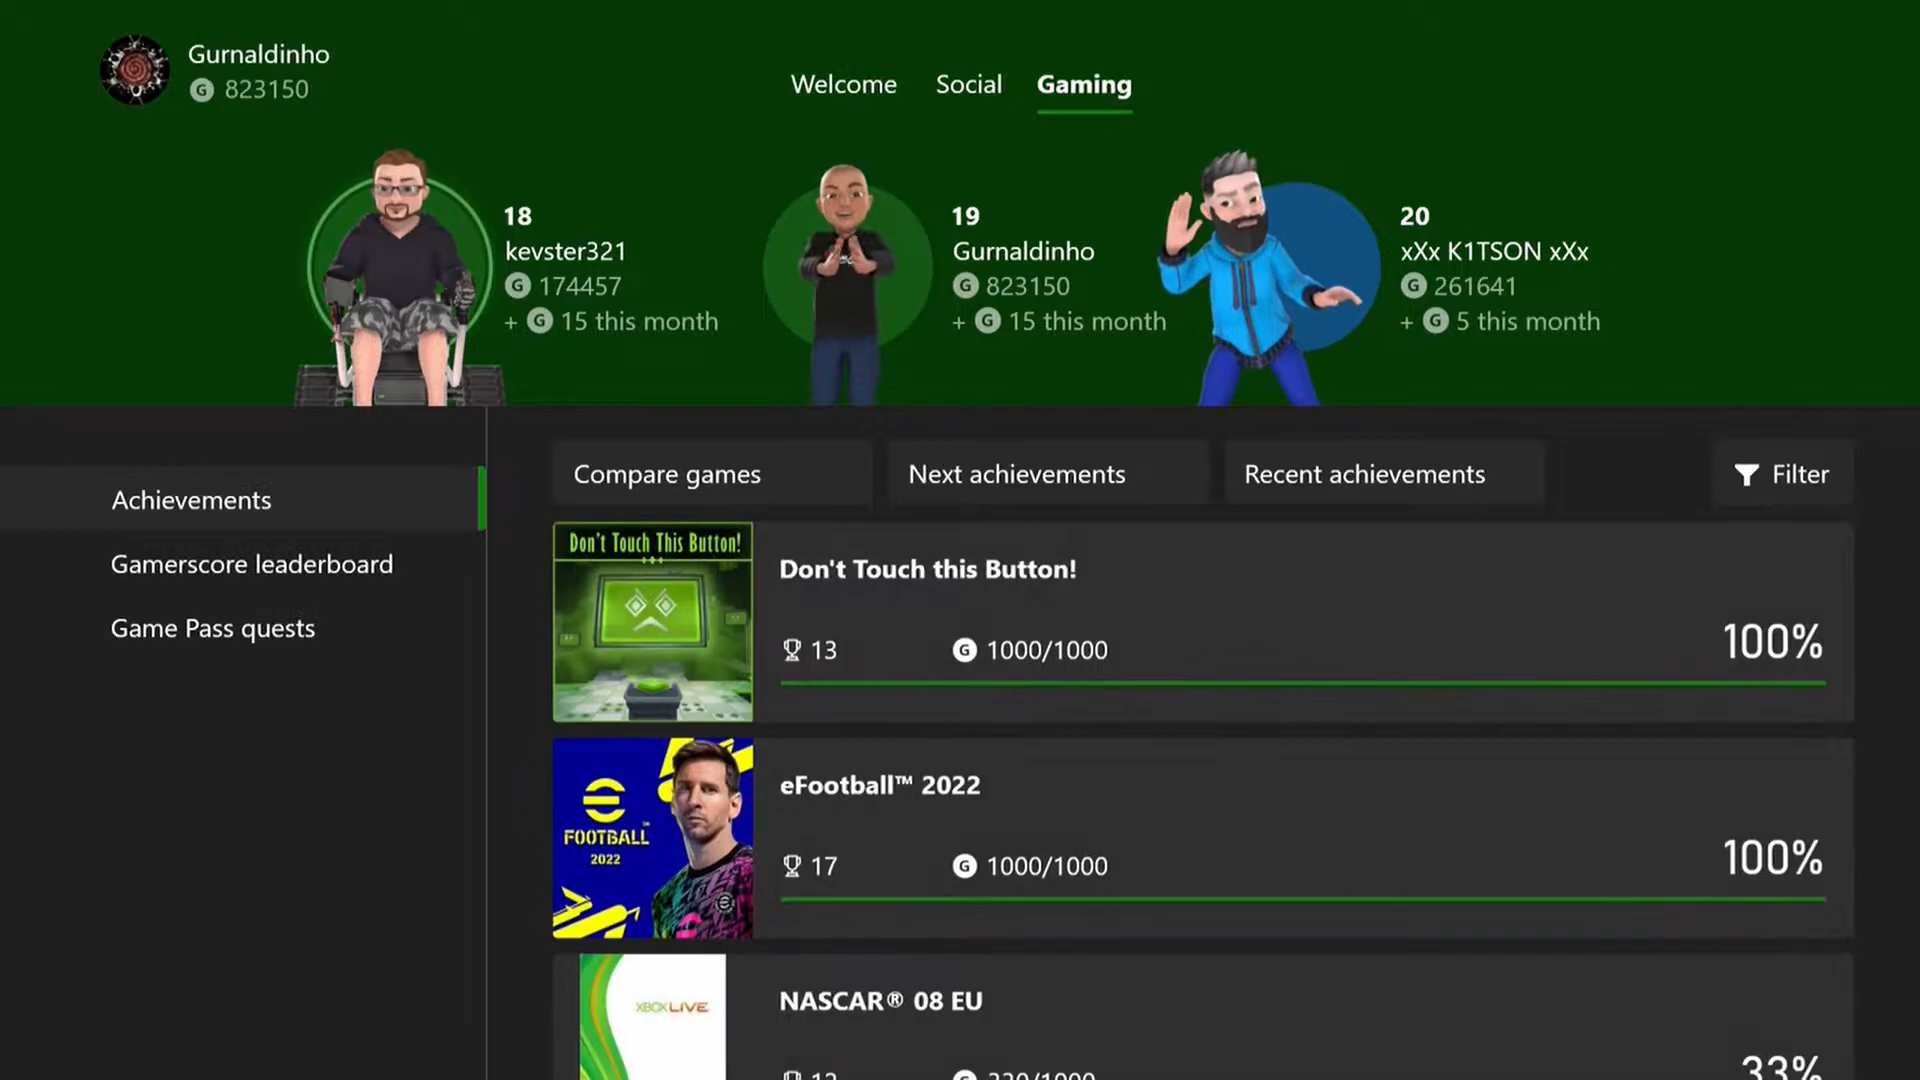 Gurnaldinho
G 823150
Welcome Social Gaming
18
kevster321
G 174457
+ G 15 this month
19
Gurnaldinho
G 823150
+ G 15 this month
20
xXx K1TSON xXx
G 261641
+ G 5 this month
Achievements
Gamerscore leaderboard
Game Pass quests
Compare games Next achievements Recent achievements Filter
Don't Touch This Button!
Don't Touch this Button!
13 G 1000/1000 100%
FOOTBALL™
2022
eFootball™ 2022
17 G 1000/1000 100%
XBOX LIVE
NASCAR® 08 EU
33%